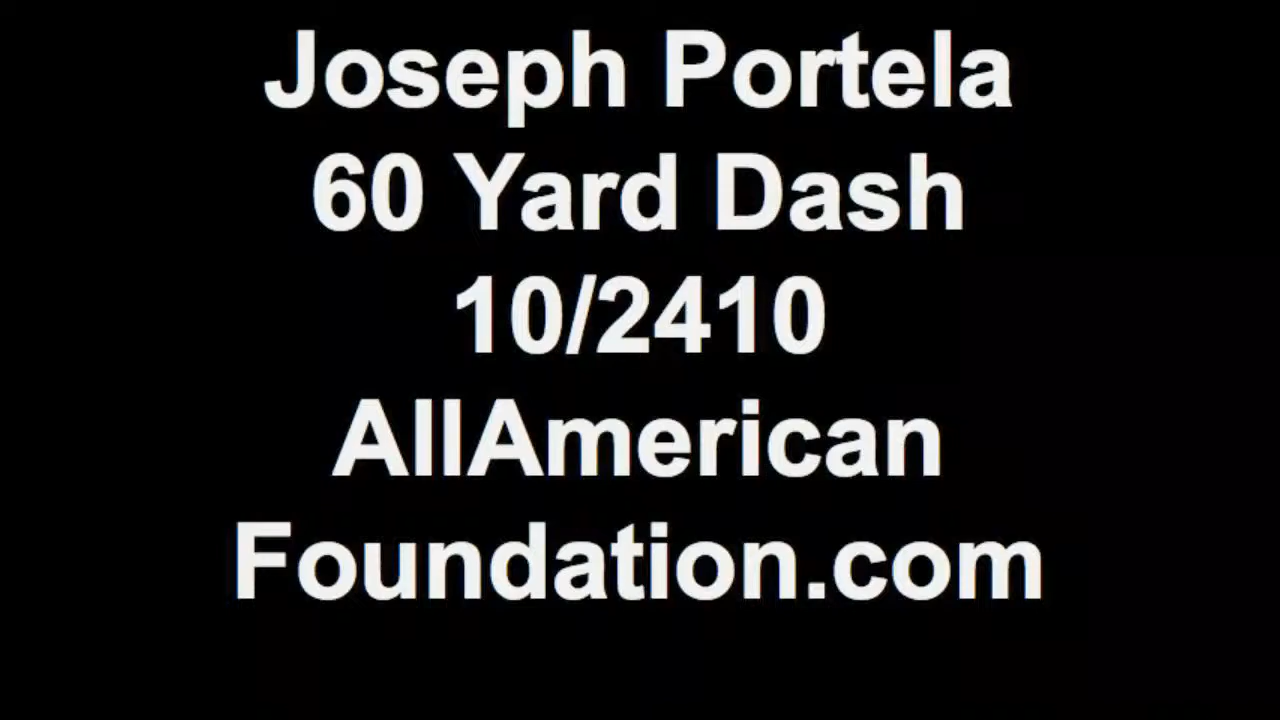 Joseph Portela
60 Yard Dash
10/2410
AllAmerican
Foundation.com